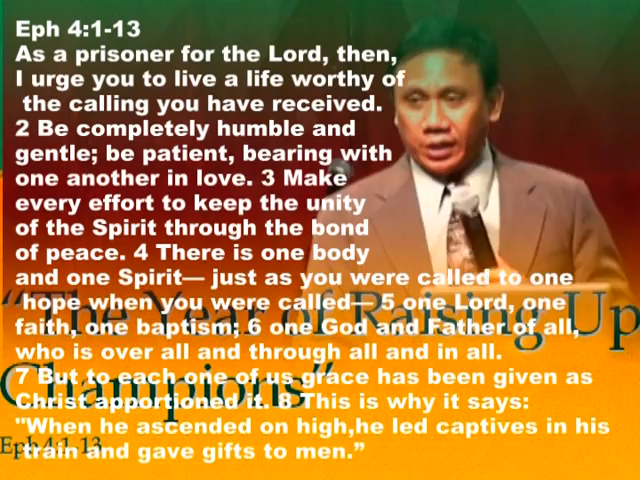 Eph 4:1-13
As a prisoner for the Lord, then,
I urge you to live a life worthy of
the calling you have received.
2 Be completely humble and
gentle; be patient, bearing with
one another in love. 3 Make
every effort to keep the unity
of the Spirit through the bond
of peace. 4 There is one body
and one Spirit— just as you were called to one
hope when you were called— 5 one Lord, one
faith, one baptism; 6 one God and Father of all,
who is over all and through all and in all.
7 But to each one of us grace has been given as
Christ apportioned it. 8 This is why it says:
"When he ascended on high,he led captives in his
train and gave gifts to men.”
“The Year of Raising Up
Champions”
Eph 4:1-13